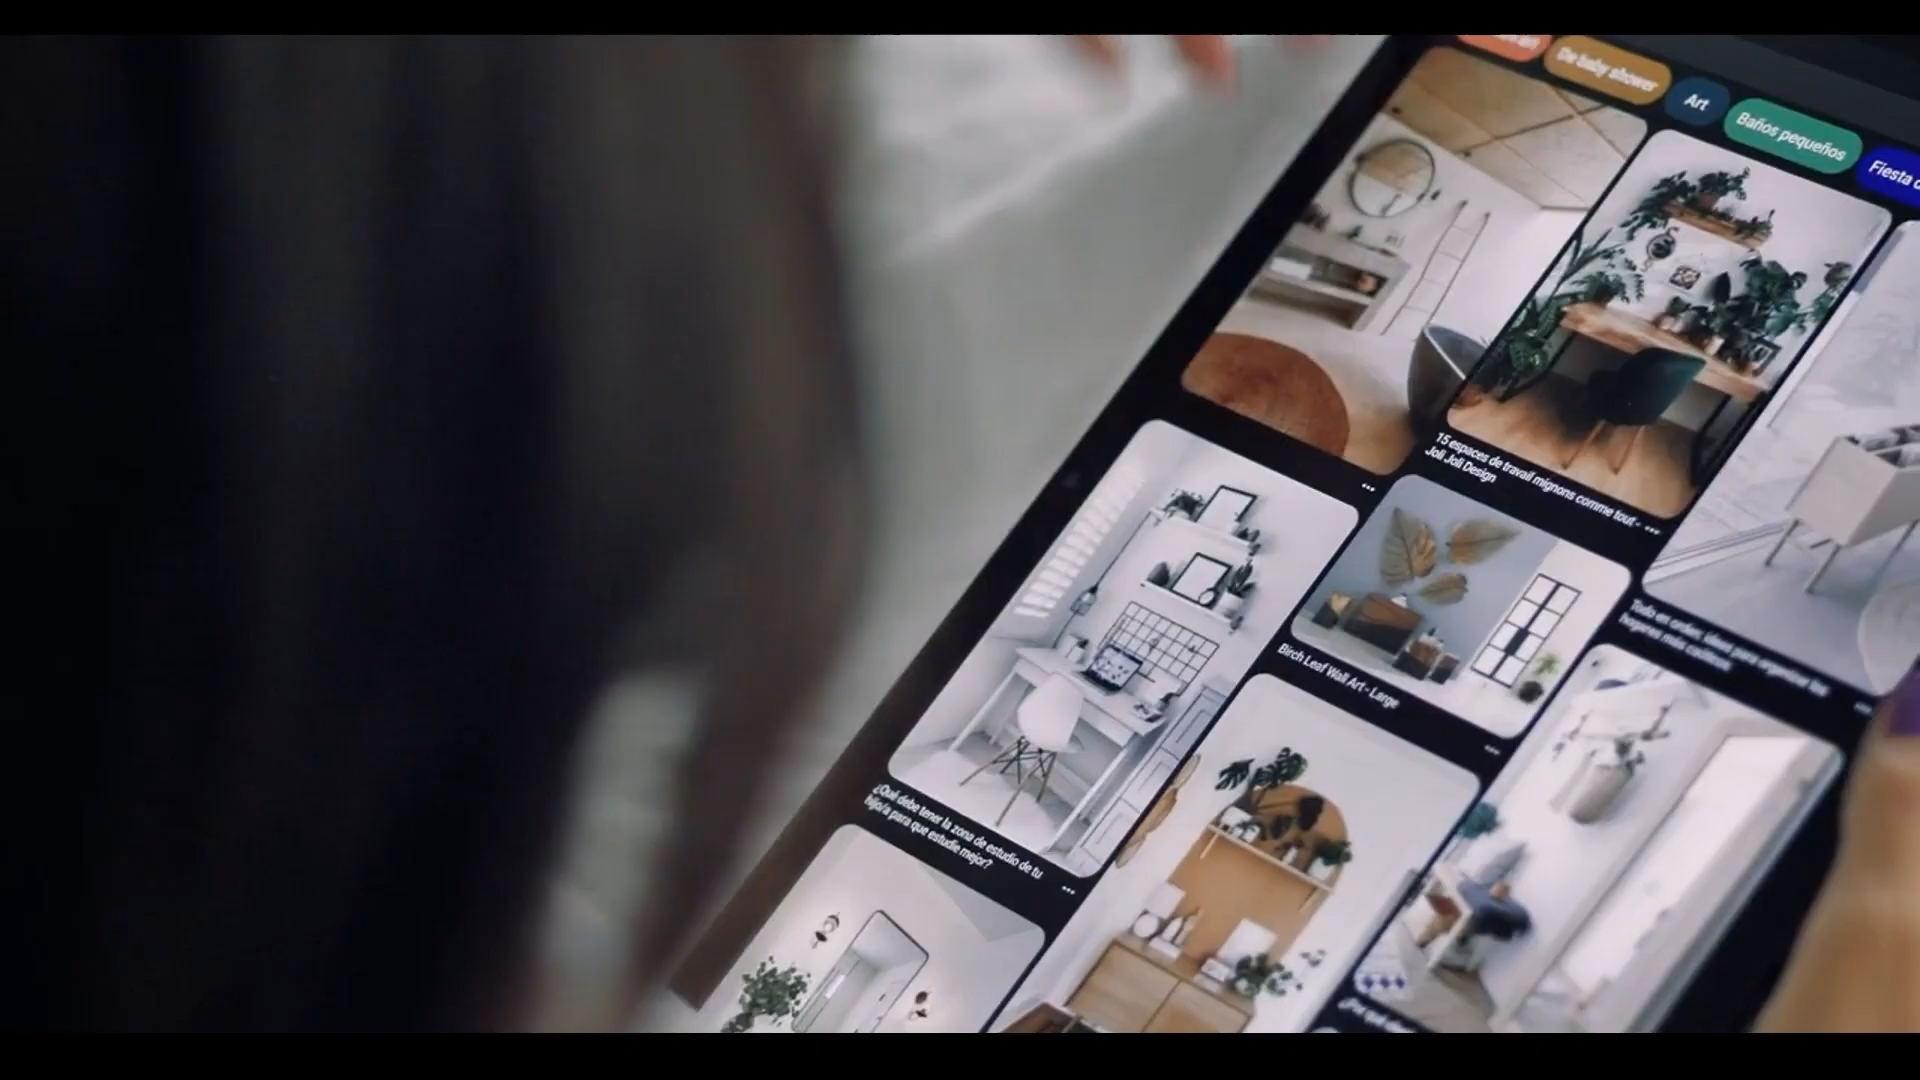 De baby shower
Art
Baños pequeños
Fiesta
15 espaces de travail mignons comme tout -
Joli Joli Design
Birch Leaf Wall Art - Large
Todo en orden: ideas para organizar los
hogares más caóticos
¿Qué debe tener la zona de estudio de tu
hijo/a para que estudie mejor?
¿Por qué